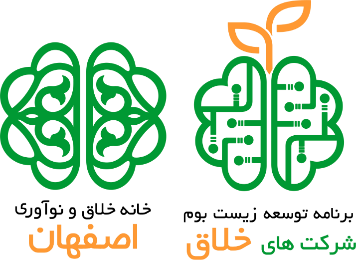 برنامه توسعه زیست بوم
شرکت های خلاق
خانه خلاق و نوآوری
اصفهان